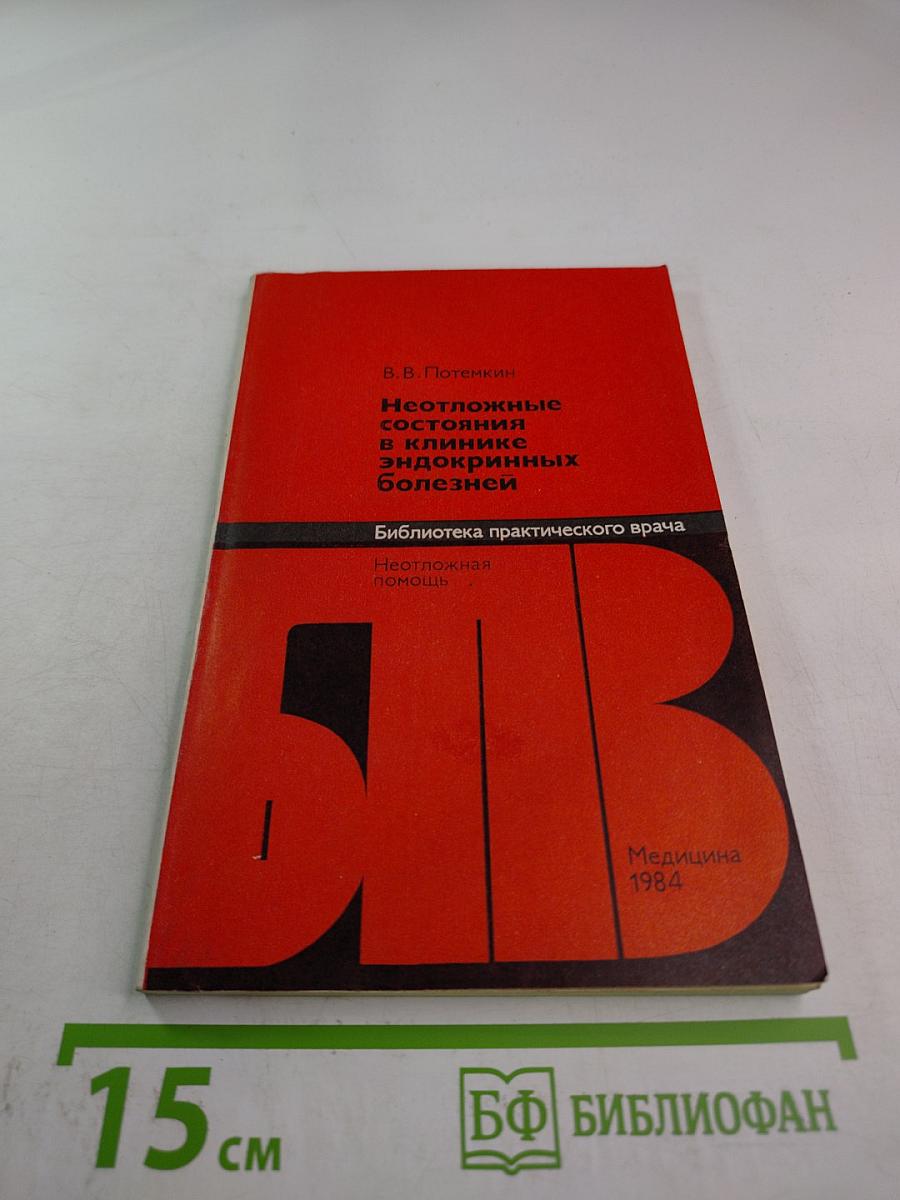 В. В. Потемкин
Неотложные
состояния
в клинике
эндокринных
болезней
Библиотека практического врача
Неотложная
помощь
БПВ
Медицина
1984
15 см
БФ БИБЛИОФАН